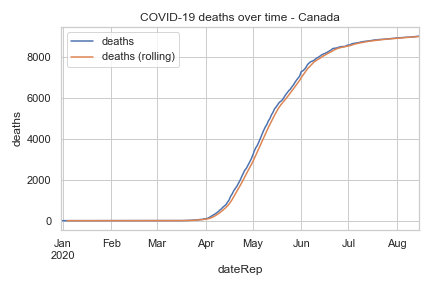 COVID-19 deaths over time - Canada
deaths
deaths (rolling)
deaths
8000
6000
4000
2000
0
Jan Feb Mar Apr May Jun Jul Aug
2020
dateRep